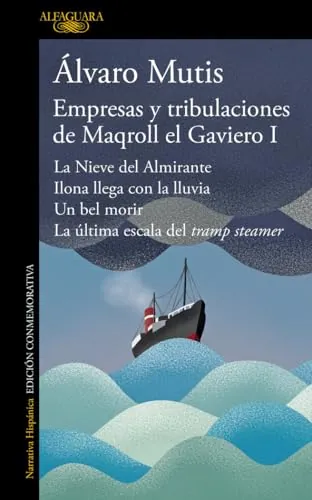 ALFAGUARA
Álvaro Mutis
Empresas y tribulaciones
de Maqroll el Gaviero I
La Nieve del Almirante
Ilona llega con la lluvia
Un bel morir
La última escala del tramp steamer
Narrativa Hispánica EDICIÓN CONMEMORATIVA